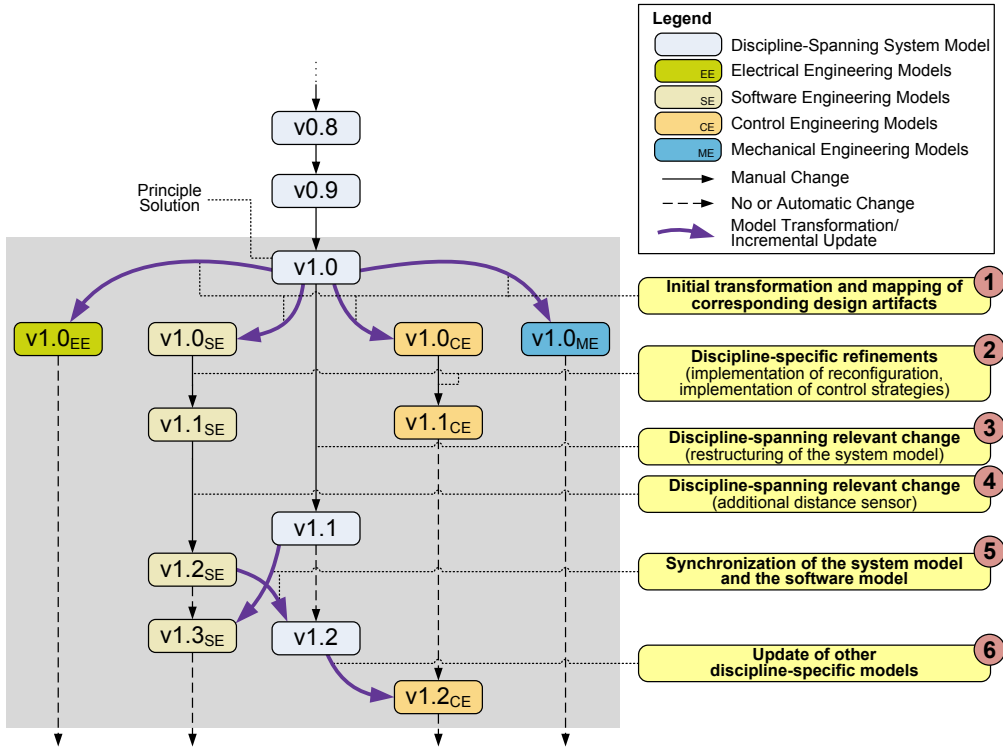 Legend
Discipline-Spanning System Model
EE Electrical Engineering Models
SE Software Engineering Models
CE Control Engineering Models
ME Mechanical Engineering Models
Manual Change
No or Automatic Change
Model Transformation/
Incremental Update
v0.8
v0.9
Principle
Solution
v1.0
1
Initial transformation and mapping of
corresponding design artifacts
v1.0EE
v1.0SE
v1.0CE
v1.0ME
2
Discipline-specific refinements
(implementation of reconfiguration,
implementation of control strategies)
v1.1SE
v1.1CE
3
Discipline-spanning relevant change
(restructuring of the system model)
4
Discipline-spanning relevant change
(additional distance sensor)
v1.1
5
Synchronization of the system model
and the software model
v1.2SE
v1.3SE
v1.2
6
Update of other
discipline-specific models
v1.2CE